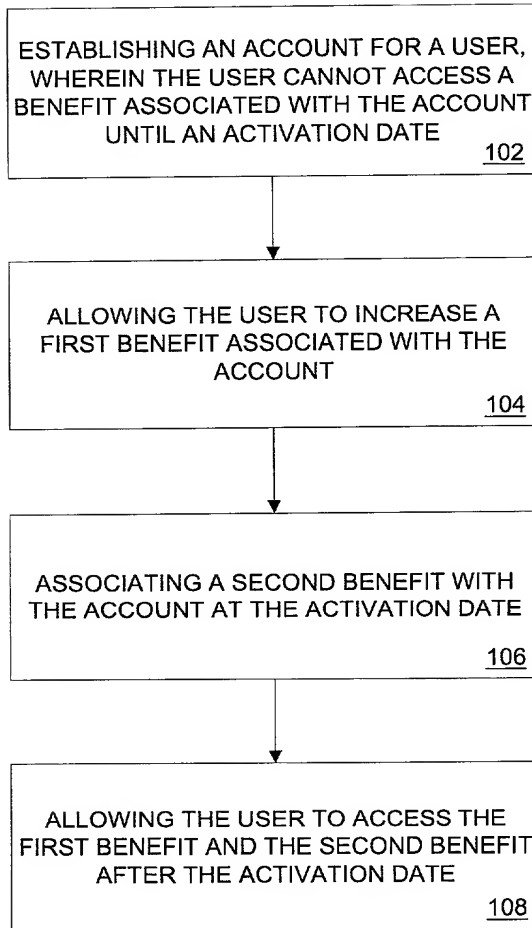 ESTABLISHING AN ACCOUNT FOR A USER,
WHEREIN THE USER CANNOT ACCESS A
BENEFIT ASSOCIATED WITH THE ACCOUNT
UNTIL AN ACTIVATION DATE
102
ALLOWING THE USER TO INCREASE A
FIRST BENEFIT ASSOCIATED WITH THE
ACCOUNT
104
ASSOCIATING A SECOND BENEFIT WITH
THE ACCOUNT AT THE ACTIVATION DATE
106
ALLOWING THE USER TO ACCESS THE
FIRST BENEFIT AND THE SECOND BENEFIT
AFTER THE ACTIVATION DATE
108